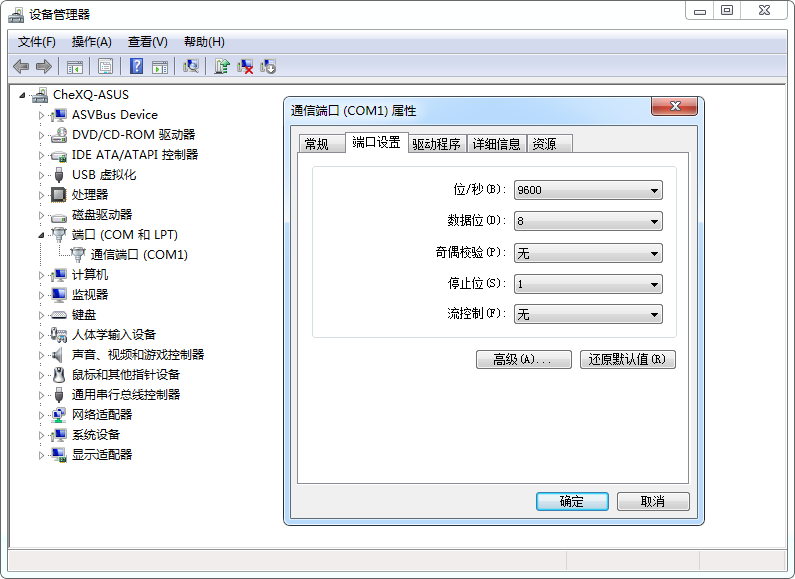 设备管理器
文件(F) 操作(A) 查看(V) 帮助(H)
CheXQ-ASUS
ASVBus Device
DVD/CD-ROM 驱动器
IDE ATA/ATAPI 控制器
USB 虚拟化
处理器
磁盘驱动器
端口 (COM 和 LPT)
通信端口 (COM1)
计算机
监视器
键盘
人体学输入设备
声音、视频和游戏控制器
鼠标和其他指针设备
通用串行总线控制器
网络适配器
系统设备
显示适配器
通信端口 (COM1) 属性
常规 端口设置 驱动程序 详细信息 资源
位/秒(B): 9600
数据位(D): 8
奇偶校验(P): 无
停止位(S): 1
流控制(F): 无
高级(A)... 还原默认值(R)
确定 取消